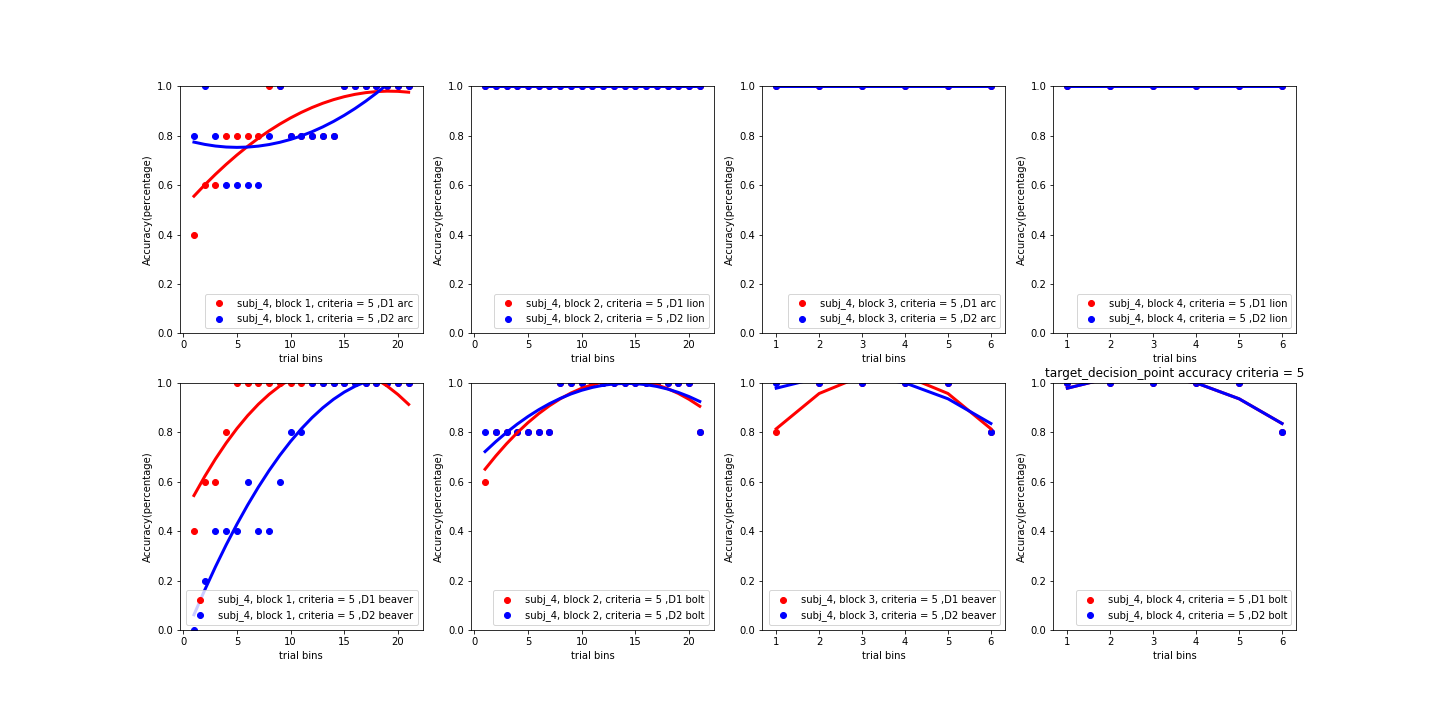 1.0
0.8
0.6
0.4
0.2
0.0
Accuracy(percentage)
subj_4, block 1, criteria = 5 ,D1 arc
subj_4, block 1, criteria = 5 ,D2 arc
0 5 10 15 20
trial bins
1.0
0.8
0.6
0.4
0.2
0.0
Accuracy(percentage)
subj_4, block 2, criteria = 5 ,D1 lion
subj_4, block 2, criteria = 5 ,D2 lion
0 5 10 15 20
trial bins
1.0
0.8
0.6
0.4
0.2
0.0
Accuracy(percentage)
subj_4, block 3, criteria = 5 ,D1 arc
subj_4, block 3, criteria = 5 ,D2 arc
1 2 3 4 5 6
trial bins
1.0
0.8
0.6
0.4
0.2
0.0
Accuracy(percentage)
subj_4, block 4, criteria = 5 ,D1 lion
subj_4, block 4, criteria = 5 ,D2 lion
1 2 3 4 5 6
trial bins
1.0
0.8
0.6
0.4
0.2
0.0
Accuracy(percentage)
subj_4, block 1, criteria = 5 ,D1 beaver
subj_4, block 1, criteria = 5 ,D2 beaver
0 5 10 15 20
trial bins
1.0
0.8
0.6
0.4
0.2
0.0
Accuracy(percentage)
subj_4, block 2, criteria = 5 ,D1 bolt
subj_4, block 2, criteria = 5 ,D2 bolt
0 5 10 15 20
trial bins
1.0
0.8
0.6
0.4
0.2
0.0
Accuracy(percentage)
subj_4, block 3, criteria = 5 ,D1 beaver
subj_4, block 3, criteria = 5 ,D2 beaver
1 2 3 4 5 6
trial bins
target_decision_point accuracy criteria = 5
1.0
0.8
0.6
0.4
0.2
0.0
Accuracy(percentage)
subj_4, block 4, criteria = 5 ,D1 bolt
subj_4, block 4, criteria = 5 ,D2 bolt
1 2 3 4 5 6
trial bins